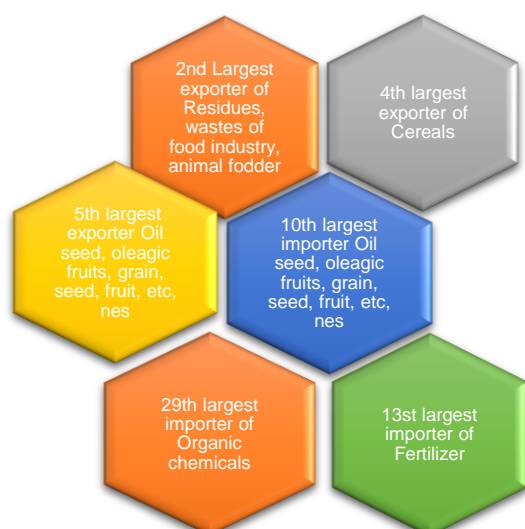 2nd Largest
exporter of
Residues,
wastes of
food industry,
animal fodder
4th largest
exporter of
Cereals
5th largest
exporter Oil
seed, oleagic
fruits, grain,
seed, fruit, etc,
nes
10th largest
importer Oil
seed, oleagic
fruits, grain,
seed, fruit, etc,
nes
29th largest
importer of
Organic
chemicals
13st largest
importer of
Fertilizer